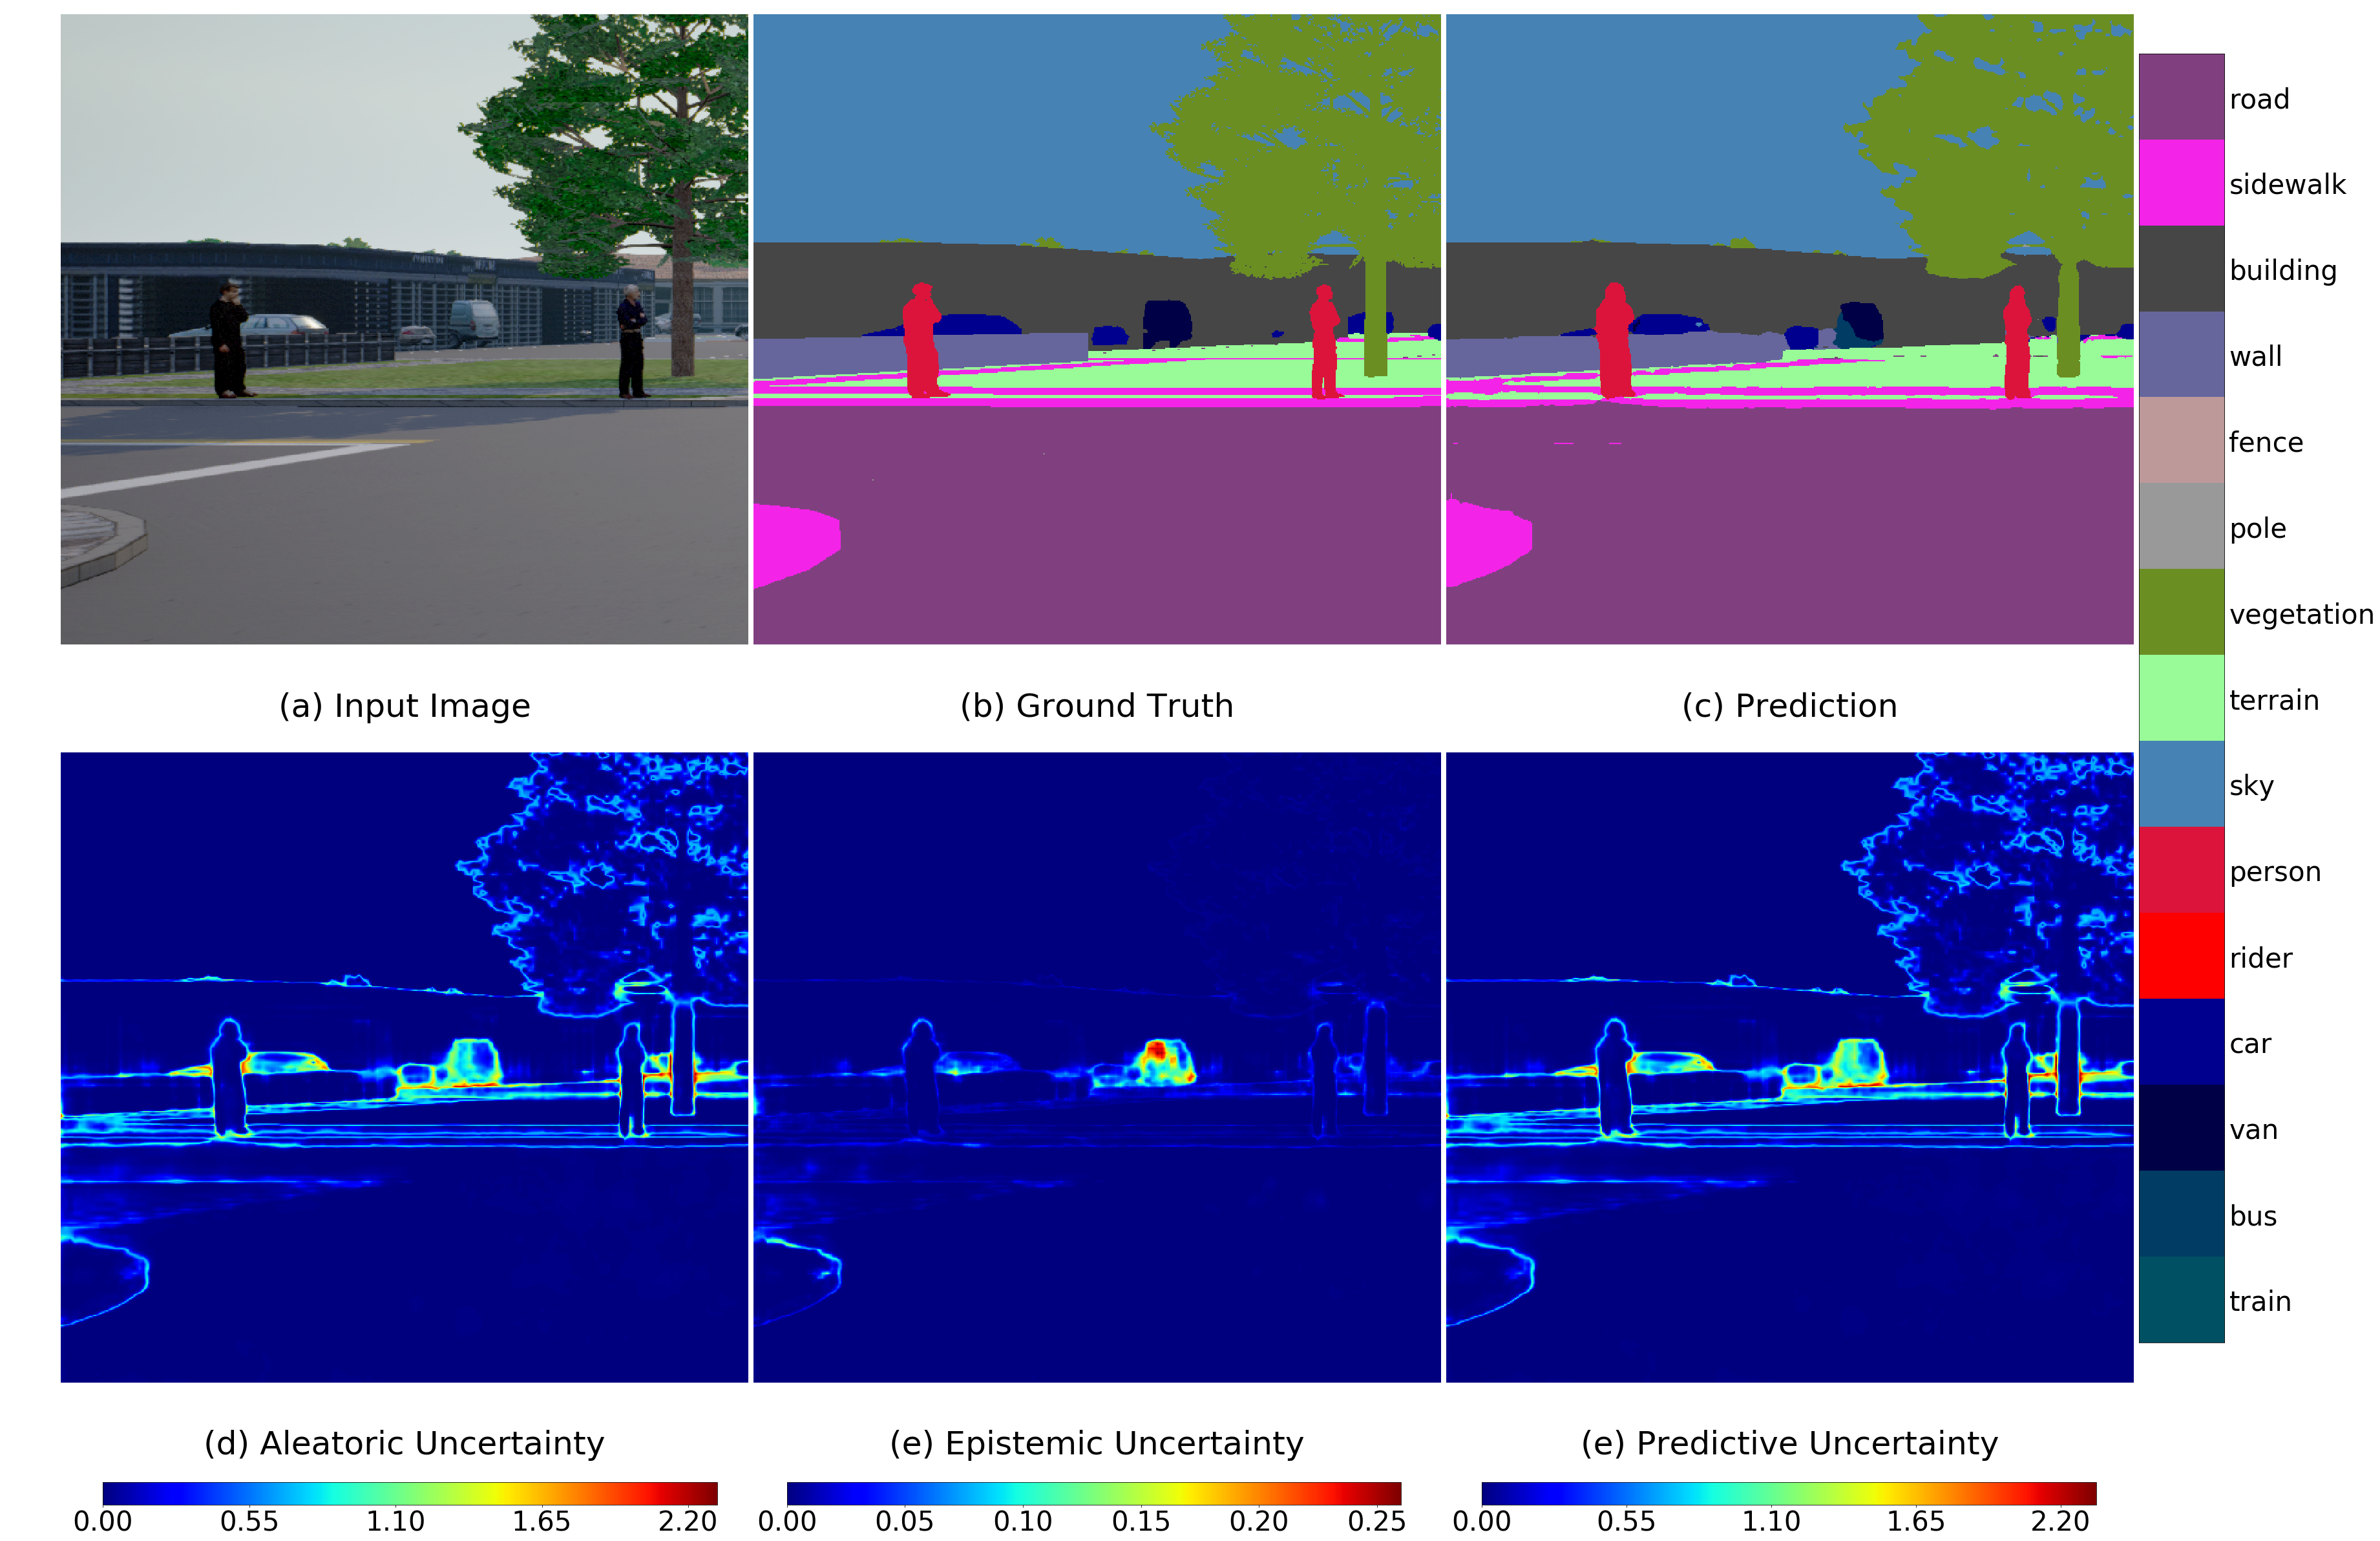 road
sidewalk
building
wall
fence
pole
vegetation
terrain
sky
person
rider
car
van
bus
train
(a) Input Image
(b) Ground Truth
(c) Prediction
(d) Aleatoric Uncertainty
(e) Epistemic Uncertainty
(e) Predictive Uncertainty
0.00 0.55 1.10 1.65 2.20
0.00 0.05 0.10 0.15 0.20 0.25
0.00 0.55 1.10 1.65 2.20